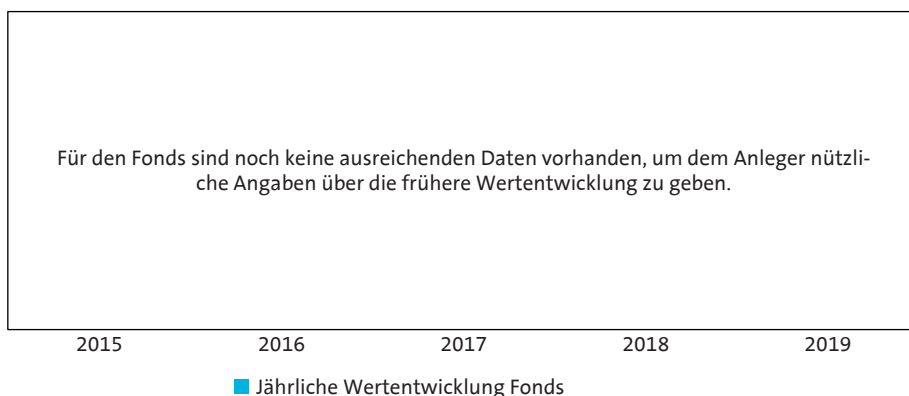 Für den Fonds sind noch keine ausreichenden Daten vorhanden, um dem Anleger nützli-
che Angaben über die frühere Wertentwicklung zu geben.
2015 2016 2017 2018 2019
Jährliche Wertentwicklung Fonds